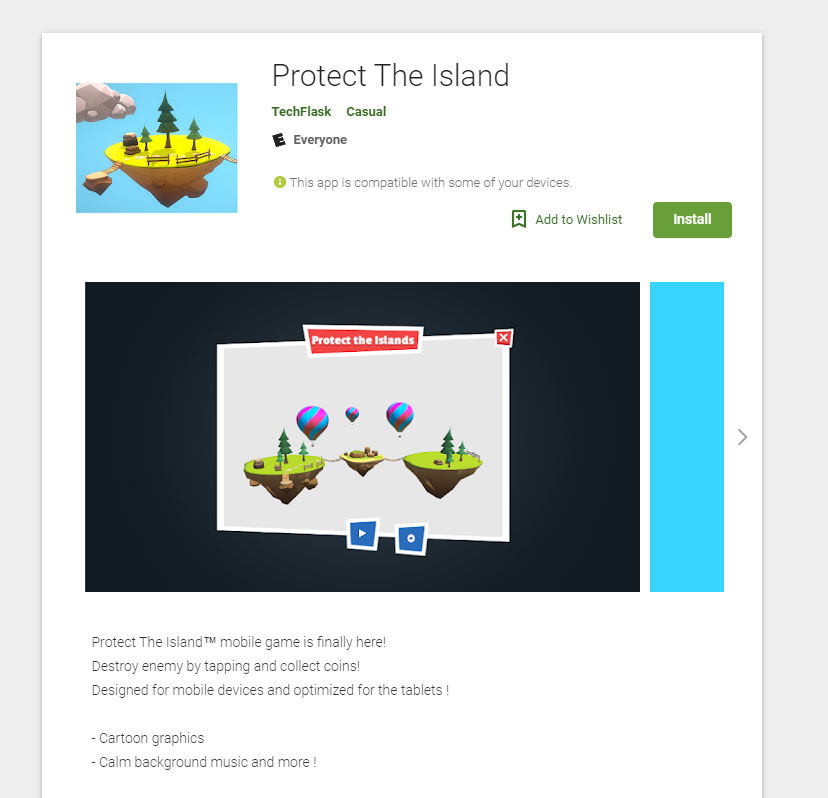 Protect The Island
TechFlask Casual
E Everyone
This app is compatible with some of your devices.
Add to Wishlist Install
Protect the Islands
Protect The Island™ mobile game is finally here!
Destroy enemy by tapping and collect coins!
Designed for mobile devices and optimized for the tablets !
- Cartoon graphics
- Calm background music and more !